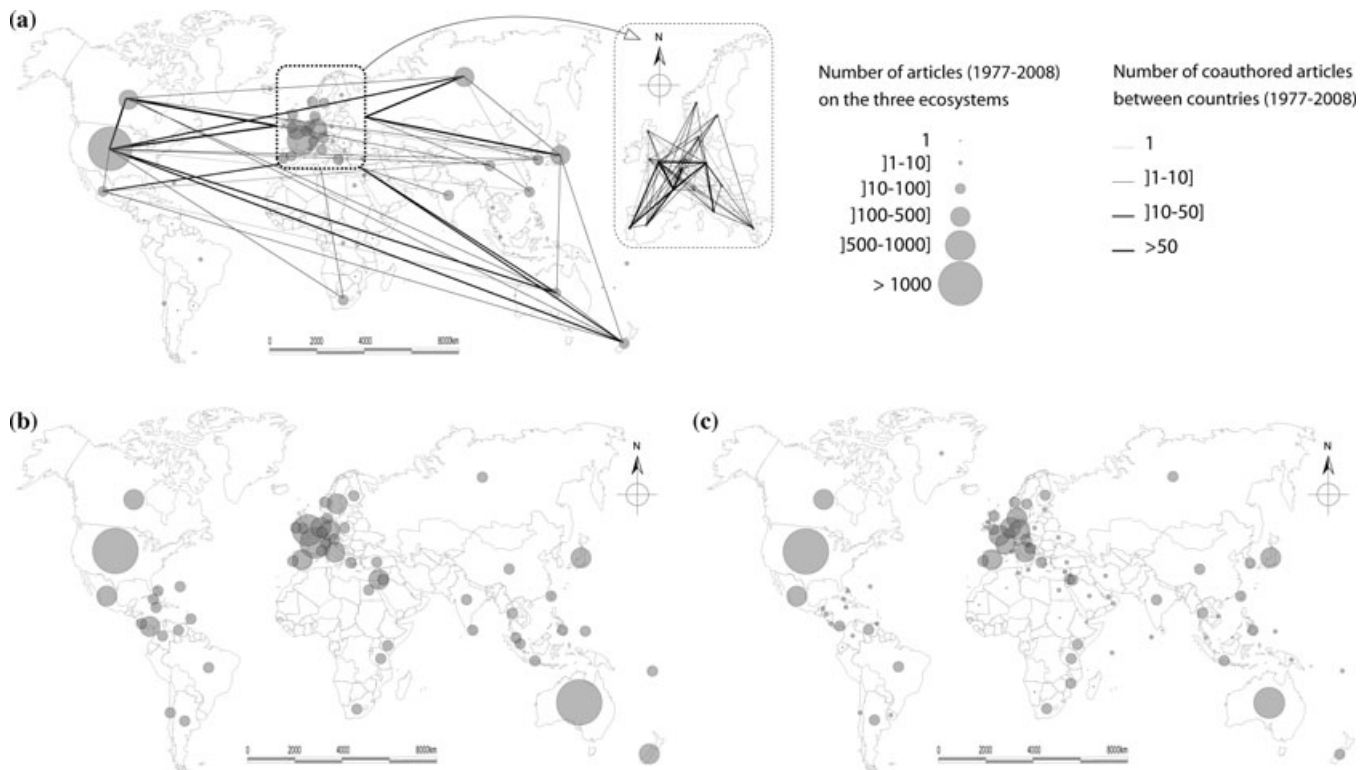 (a)
N
Number of articles (1977-2008)
on the three ecosystems
1
]1-10]
]10-100]
]100-500]
]500-1000]
> 1000
Number of coauthored articles
between countries (1977-2008)
1
]1-10]
]10-50]
>50
0 2000 4000 8000km
(b)
N
0 2000 4000 8000km
(c)
N
0 2000 4000 8000km